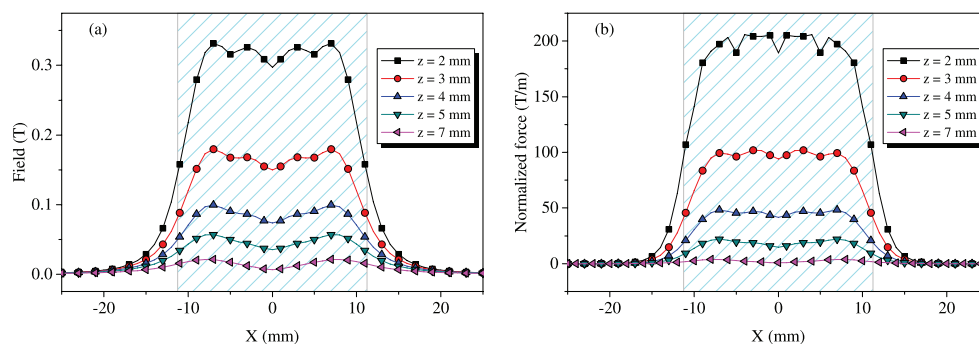 (a)
0.3
0.2
0.1
0.0
Field (T)
-20
-10
0
10
20
X (mm)
z = 2 mm
z = 3 mm
z = 4 mm
z = 5 mm
z = 7 mm
(b)
200
150
100
50
0
Normalized force (T/m)
-20
-10
0
10
20
X (mm)
z = 2 mm
z = 3 mm
z = 4 mm
z = 5 mm
z = 7 mm